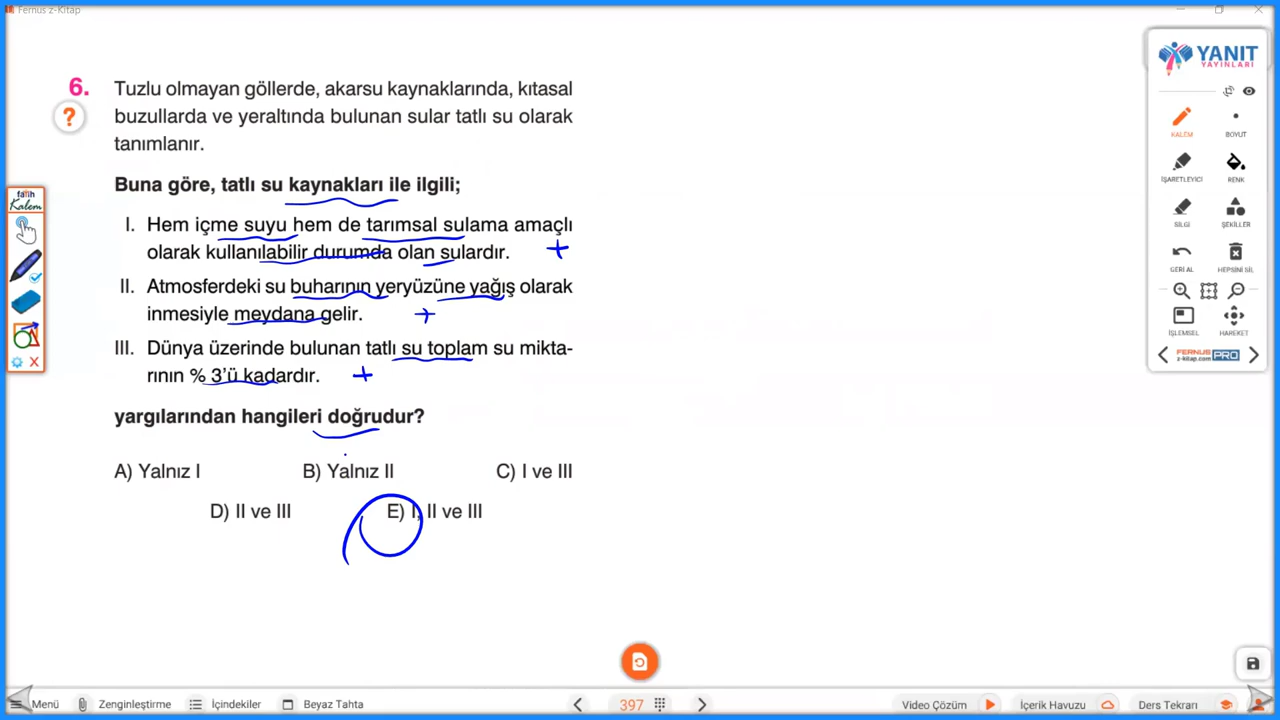 Fernus z-Kitap
6. Tuzlu olmayan göllerde, akarsu kaynaklarında, kıtasal
buzullarda ve yeraltında bulunan sular tatlı su olarak
tanımlanır.
?
Buna göre, tatlı su kaynakları ile ilgili;
I. Hem içme suyu hem de tarımsal sulama amaçlı
olarak kullanılabilir durumda olan sulardır. +
II. Atmosferdeki su buharının yeryüzüne yağış olarak
inmesiyle meydana gelir. +
III. Dünya üzerinde bulunan tatlı su toplam su mikta-
rının % 3'ü kadardır. +
yargılarından hangileri doğrudur?
A) Yalnız I B) Yalnız II C) I ve III
D) II ve III E) I, II ve III
fatih
Kalem
X
YANIT
YAYINLARI
KALEM BOYUT
İŞARETLEYİCİ RENK
SİLGİ ŞEKİLLER
GERİ AL HEPSİNİ SİL
İŞLEMSEL HAREKET
FERNUS PRO
z-kitap.com
Menü Zenginleştirme İçindekiler Beyaz Tahta 397 Video Çözüm İçerik Havuzu Ders Tekrarı